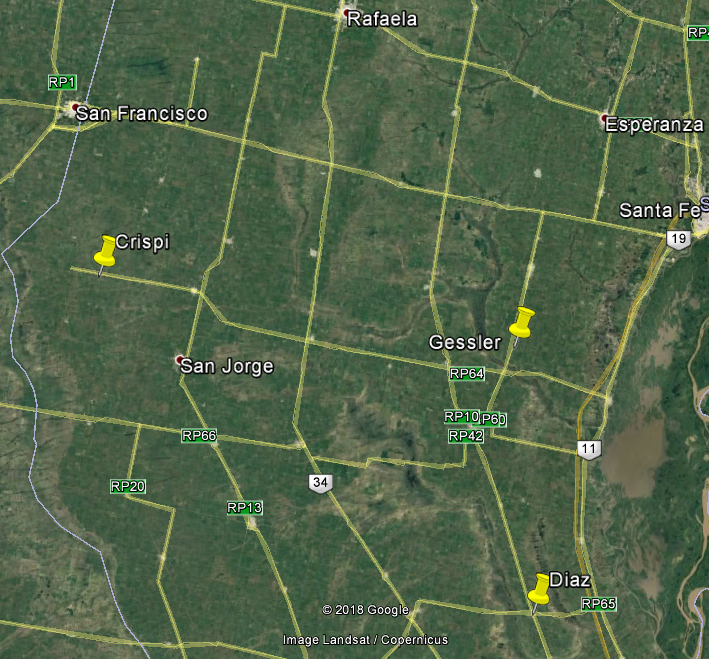 Rafaela
RP4
RP1
San Francisco
Esperanza
Santa Fe
19
Crispi
Gessler
San Jorge
RP64
RP10
P60
RP66
RP42
11
RP20
34
RP13
Diaz
RP65
© 2018 Google
Image Landsat / Copernicus